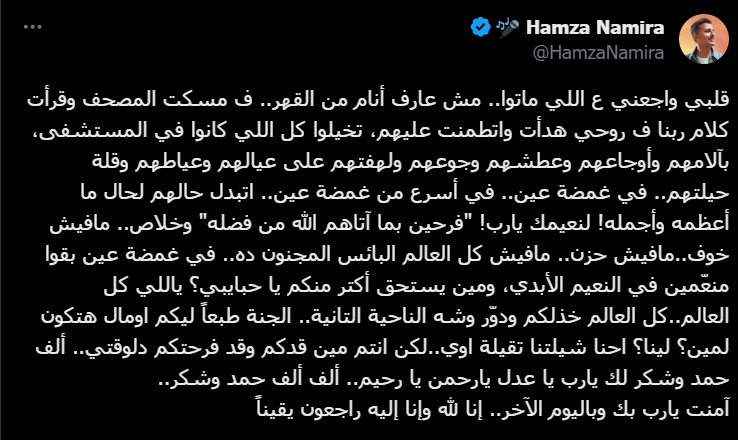 Hamza Namira
@HamzaNamira
قلبي واجعني ع اللي ماتوا.. مش عارف أنام من القهر.. ف مسكت المصحف وقرأت
كلام ربنا ف روحي هدأت واتطمنت عليهم، تخيلوا كل اللي كانوا في المستشفى،
بآلامهم وأوجاعهم وعطشهم وجوعهم ولهفتهم على عيالهم وعياطهم وقلة
حيلتهم.. في غمضة عين.. في أسرع من غمضة عين.. اتبدل حالهم لحال ما
أعظمه وأجمله! لنعيمك يارب! "فرحين بما آتاهم الله من فضله" وخلاص.. مافيش
خوف..مافيش حزن.. مافيش كل العالم البائس المجنون ده.. في غمضة عين بقوا
منعّمين في النعيم الأبدي، ومين يستحق أكتر منكم يا حبايبي؟ ياللي كل
العالم..كل العالم خذلكم ودوّر وشه الناحية التانية.. الجنة طبعاً ليكم اومال هتكون
لمين؟ لينا؟ احنا شيلتنا تقيلة اوي..لكن انتم مين قدكم وقد فرحتكم دلوقتي.. ألف
حمد وشكر لك يارب يا عدل يارحمن يا رحيم.. ألف ألف حمد وشكر..
آمنت يارب بك وباليوم الآخر.. إنا لله وإنا إليه راجعون يقيناً